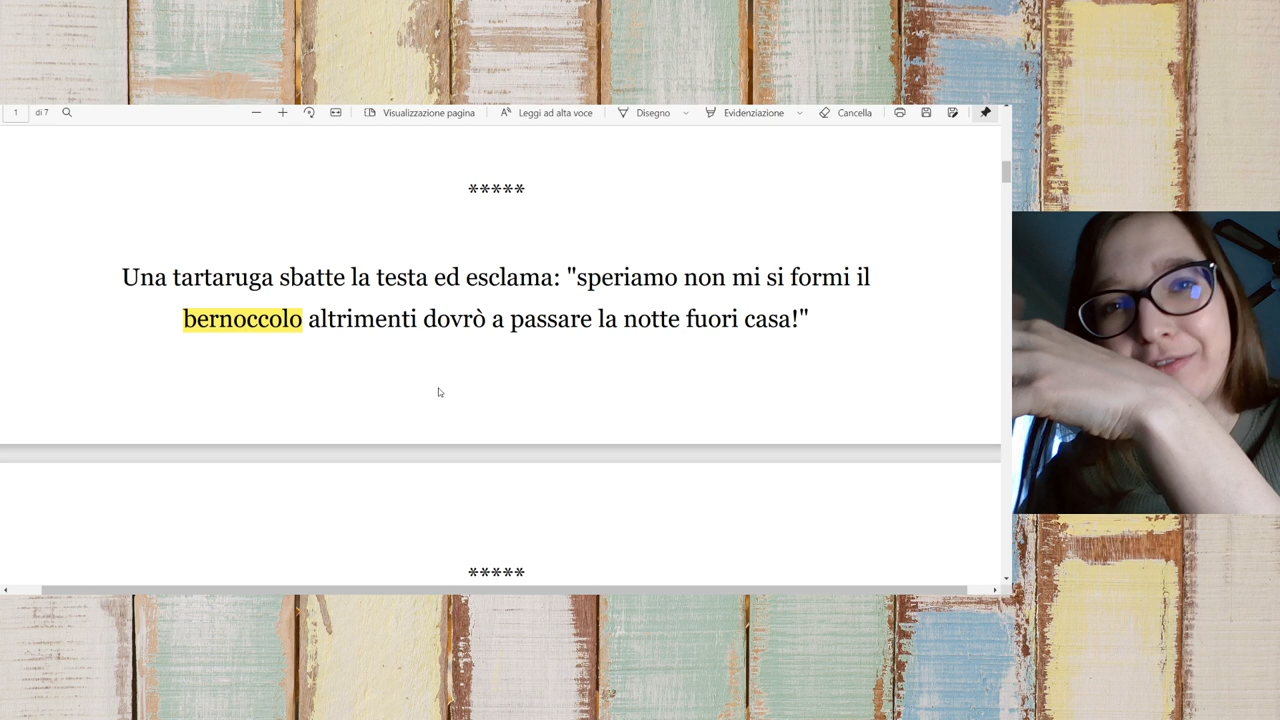 1 di 7 Visualizzazione pagina Leggi ad alta voce Disegno Evidenziazione Cancella
*****
Una tartaruga sbatte la testa ed esclama: "speriamo non mi si formi il
bernoccolo altrimenti dovrò a passare la notte fuori casa!"
*****